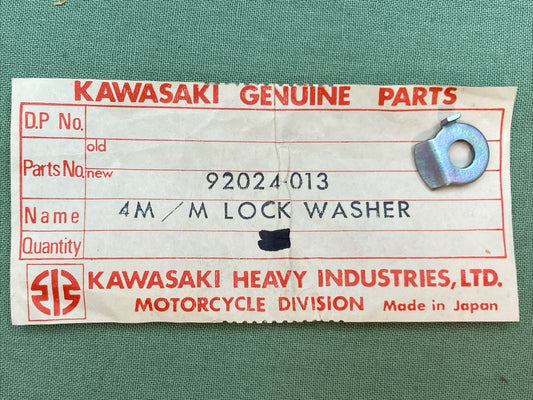 KAWASAKI GENUINE PARTS
D.P No.
old
Parts No. new 92024-013
Name 4M/M LOCK WASHER
Quantity
KAWASAKI HEAVY INDUSTRIES, LTD.
MOTORCYCLE DIVISION Made in Japan